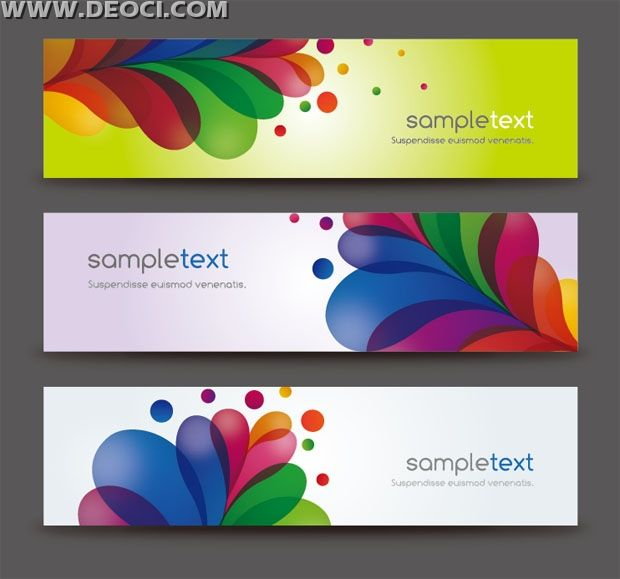 WWW.DEOCI.COM
sampletext
Suspendisse euismod venenatis.
sampletext
Suspendisse euismod venenatis.
sampletext
Suspendisse euismod venenatis.